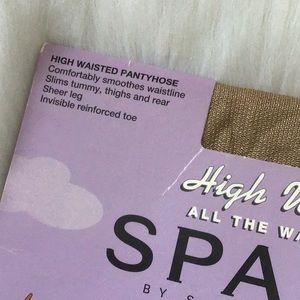 HIGH WAISTED PANTYHOSE
Comfortably smoothes waistline
Slims tummy, thighs and rear
Sheer leg
Invisible reinforced toe
High
ALL THE WA
SPA
BY S